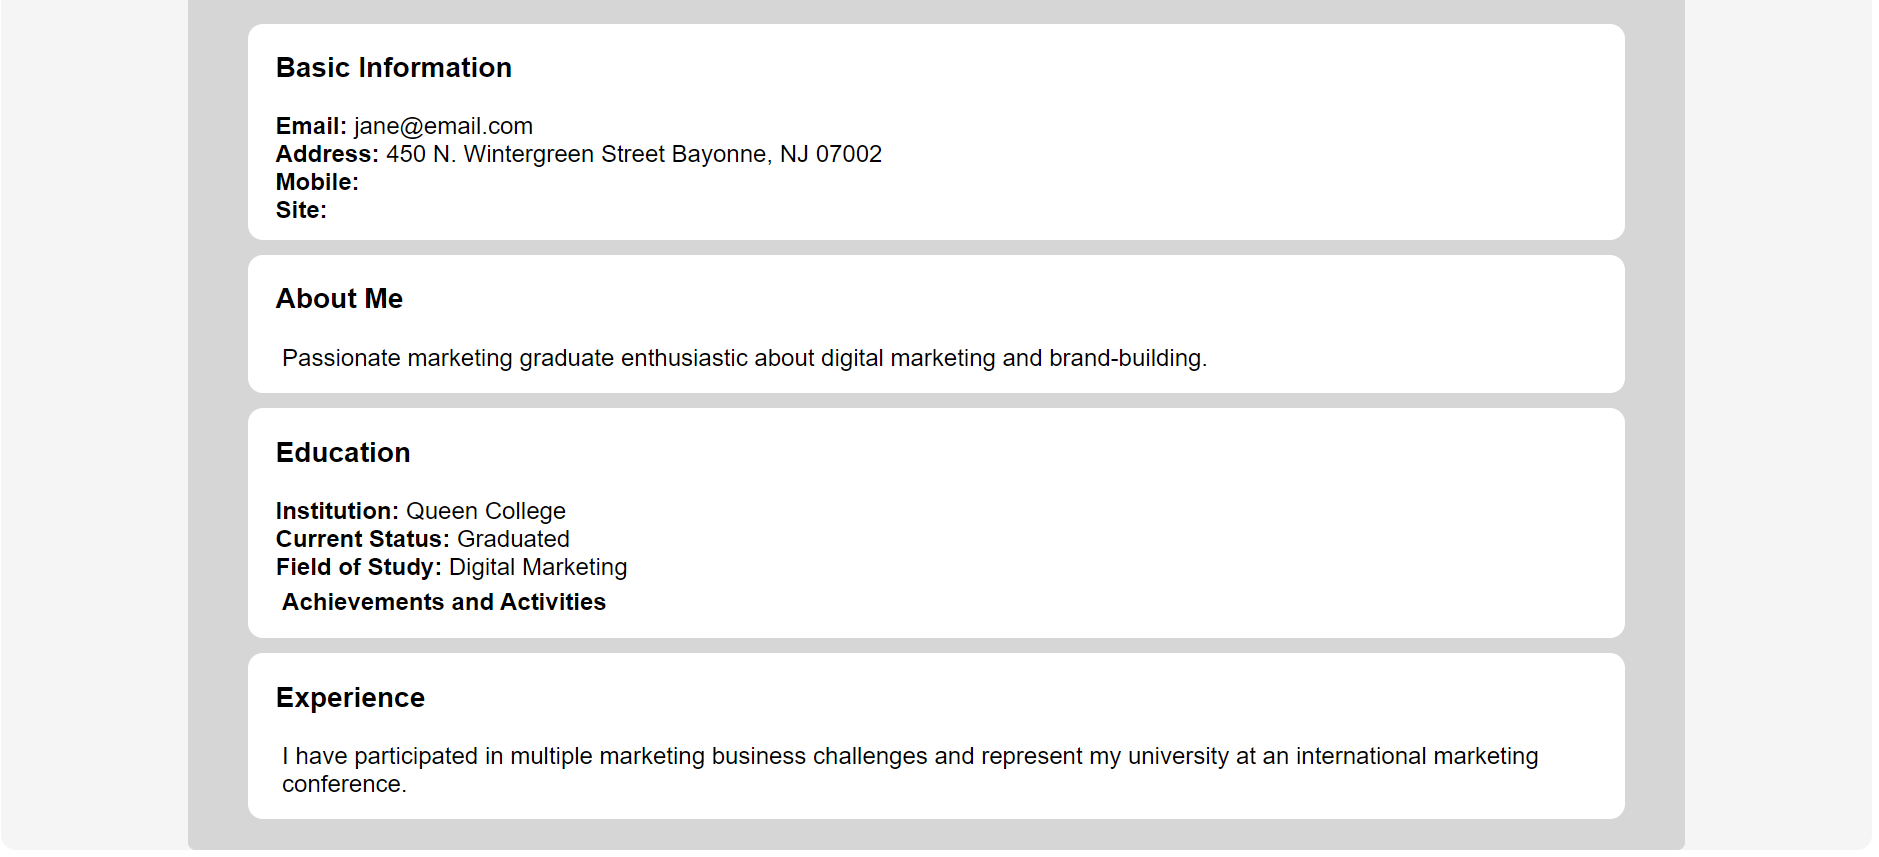 Basic Information
Email: jane@email.com
Address: 450 N. Wintergreen Street Bayonne, NJ 07002
Mobile:
Site:
About Me
Passionate marketing graduate enthusiastic about digital marketing and brand-building.
Education
Institution: Queen College
Current Status: Graduated
Field of Study: Digital Marketing
Achievements and Activities
Experience
I have participated in multiple marketing business challenges and represent my university at an international marketing
conference.